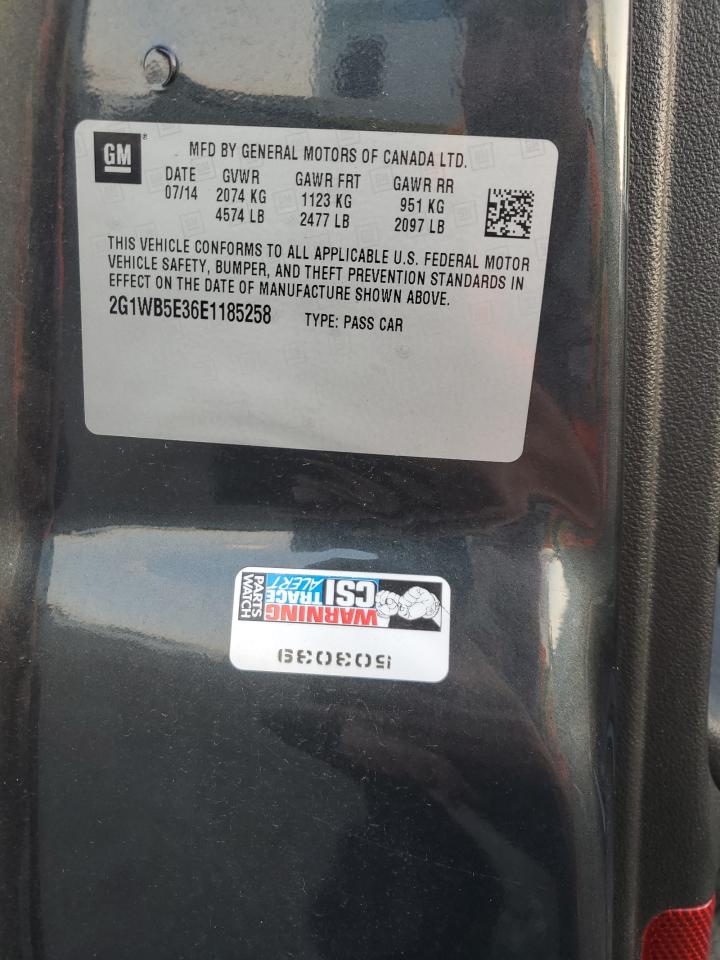 GM ®
MFD BY GENERAL MOTORS OF CANADA LTD.
DATE GVWR GAWR FRT GAWR RR
07/14 2074 KG 1123 KG 951 KG
4574 LB 2477 LB 2097 LB
THIS VEHICLE CONFORMS TO ALL APPLICABLE U.S. FEDERAL MOTOR
VEHICLE SAFETY, BUMPER, AND THEFT PREVENTION STANDARDS IN
EFFECT ON THE DATE OF MANUFACTURE SHOWN ABOVE.
2G1WB5E36E1185258 TYPE: PASS CAR
WARNING
CSI TRACE
ALERT
PARTS
WATCH